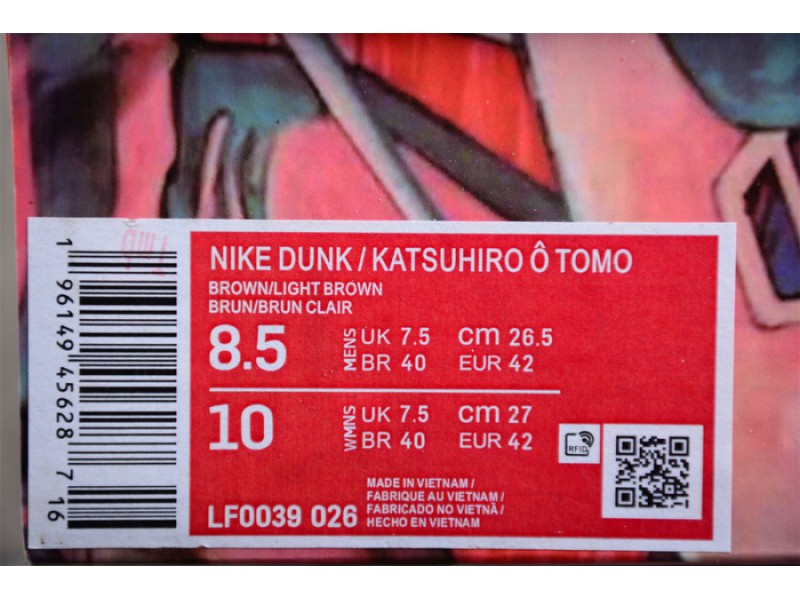 1 96149 45628 7 16
NIKE DUNK / KATSUHIRO Ô TOMO
BROWN/LIGHT BROWN
BRUN/BRUN CLAIR
8.5 MENS UK 7.5 cm 26.5
BR 40 EUR 42
10 WMNS UK 7.5 cm 27
BR 40 EUR 42
RFID
MADE IN VIETNAM /
FABRIQUE AU VIETNAM /
FABRICADO NO VIETNÃ /
HECHO EN VIETNAM
LF0039 026